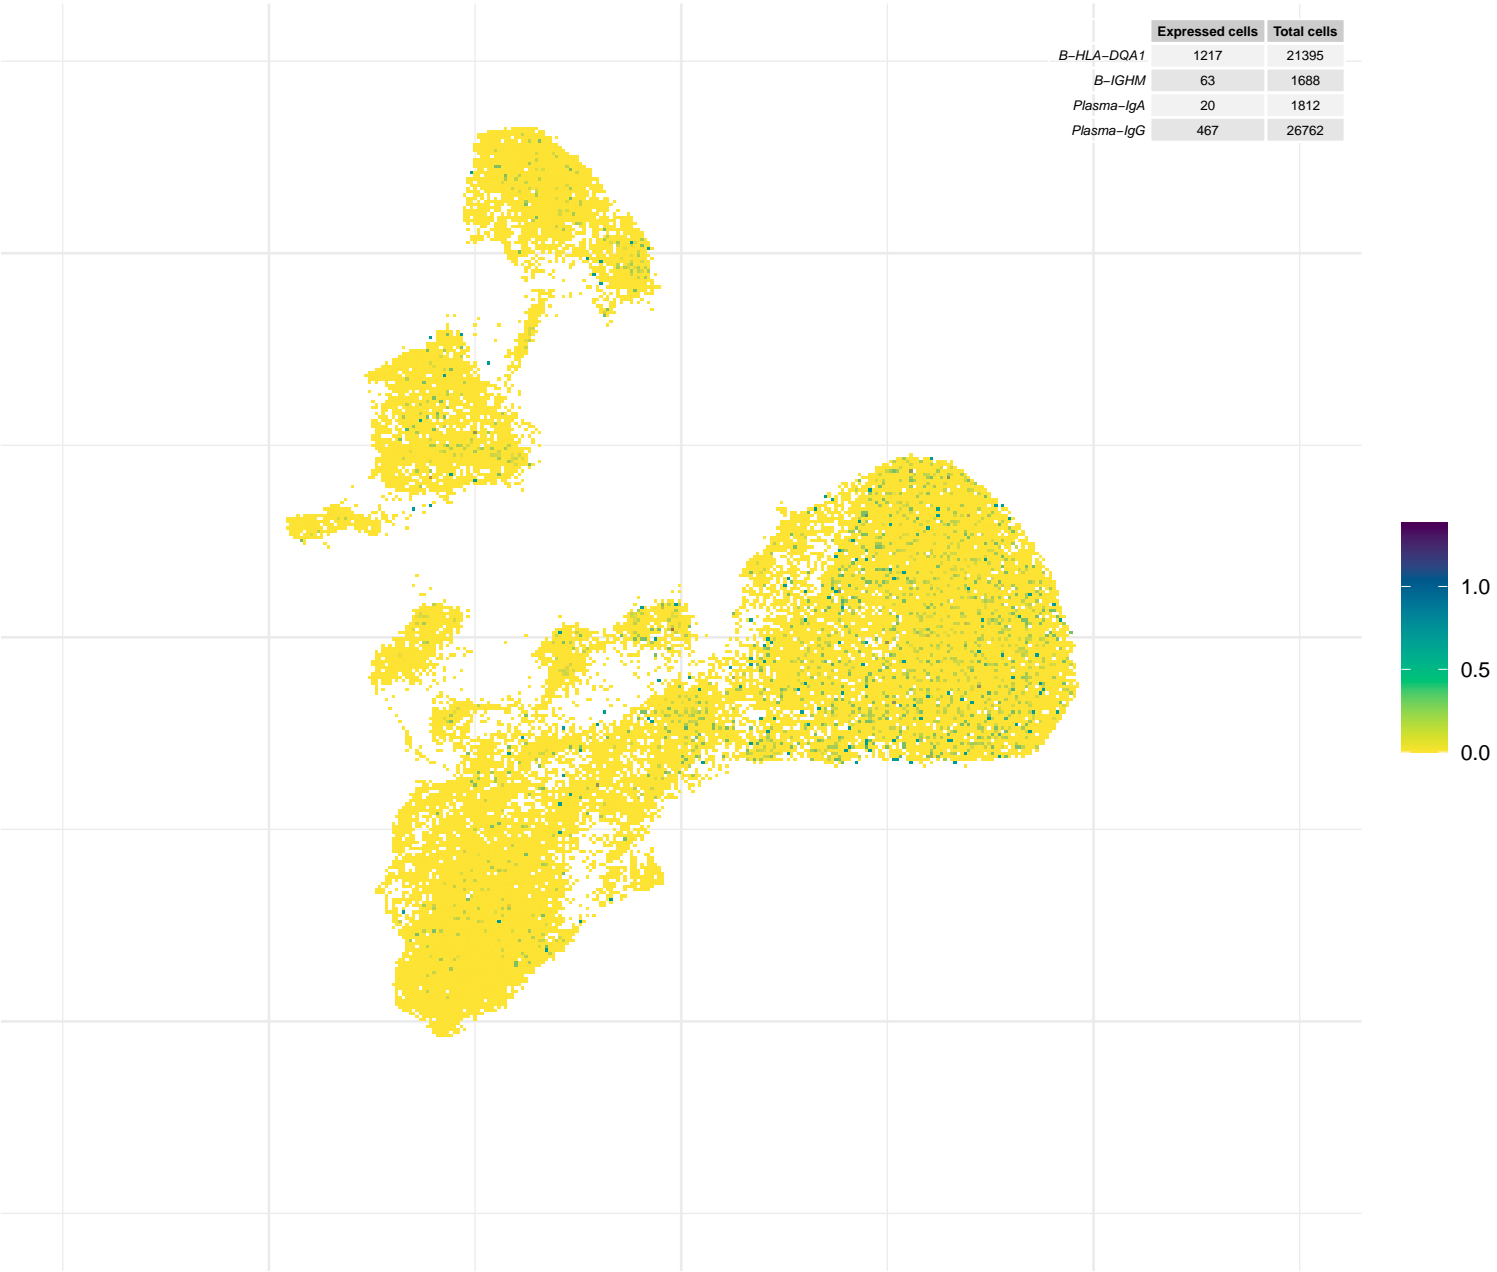 Expressed cells Total cells
B−HLA−DQA1 1217 21395
B−IGHM 63 1688
Plasma−IgA 20 1812
Plasma−IgG 467 26762
1.0
0.5
0.0